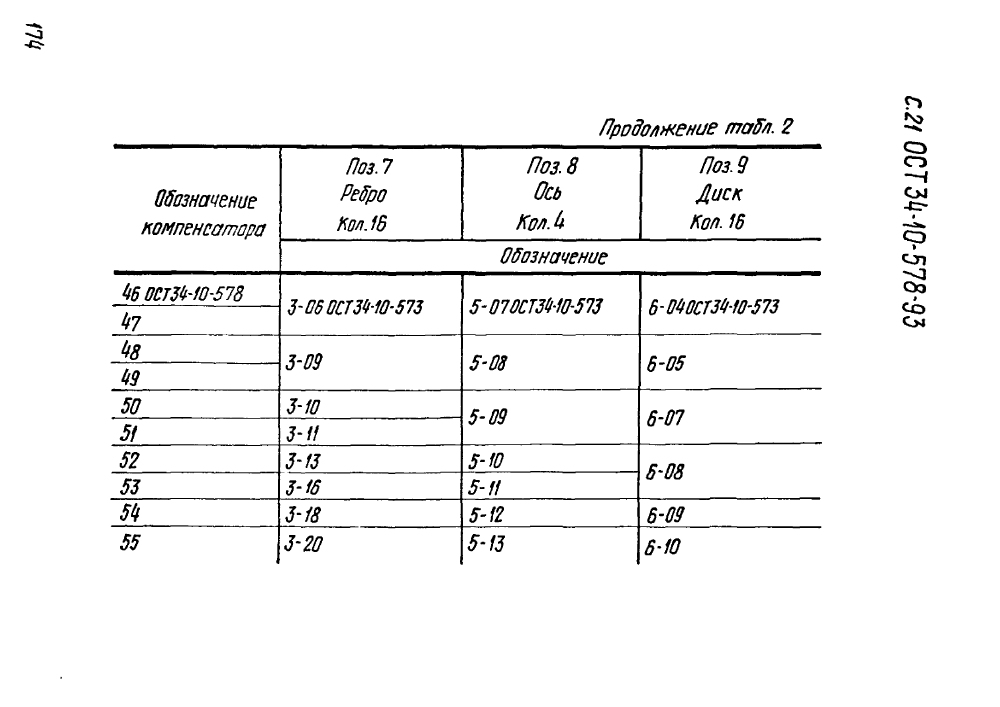 174
С.21 ОСТ 34-10-578-93
Продолжение табл. 2
Обозначение компенсатора
Поз. 7 Ребро Кол. 16
Поз. 8 Ось Кол. 4
Поз. 9 Диск Кол. 16
Обозначение
46 ОСТ34-10-578 3-06 ОСТ34-10-573 5-07 ОСТ34-10-573 6-04 ОСТ34-10-573
47
48 3-09 5-08 6-05
49
50 3-10 5-09 6-07
51 3-11
52 3-13 5-10 6-08
53 3-16 5-11
54 3-18 5-12 6-09
55 3-20 5-13 6-10